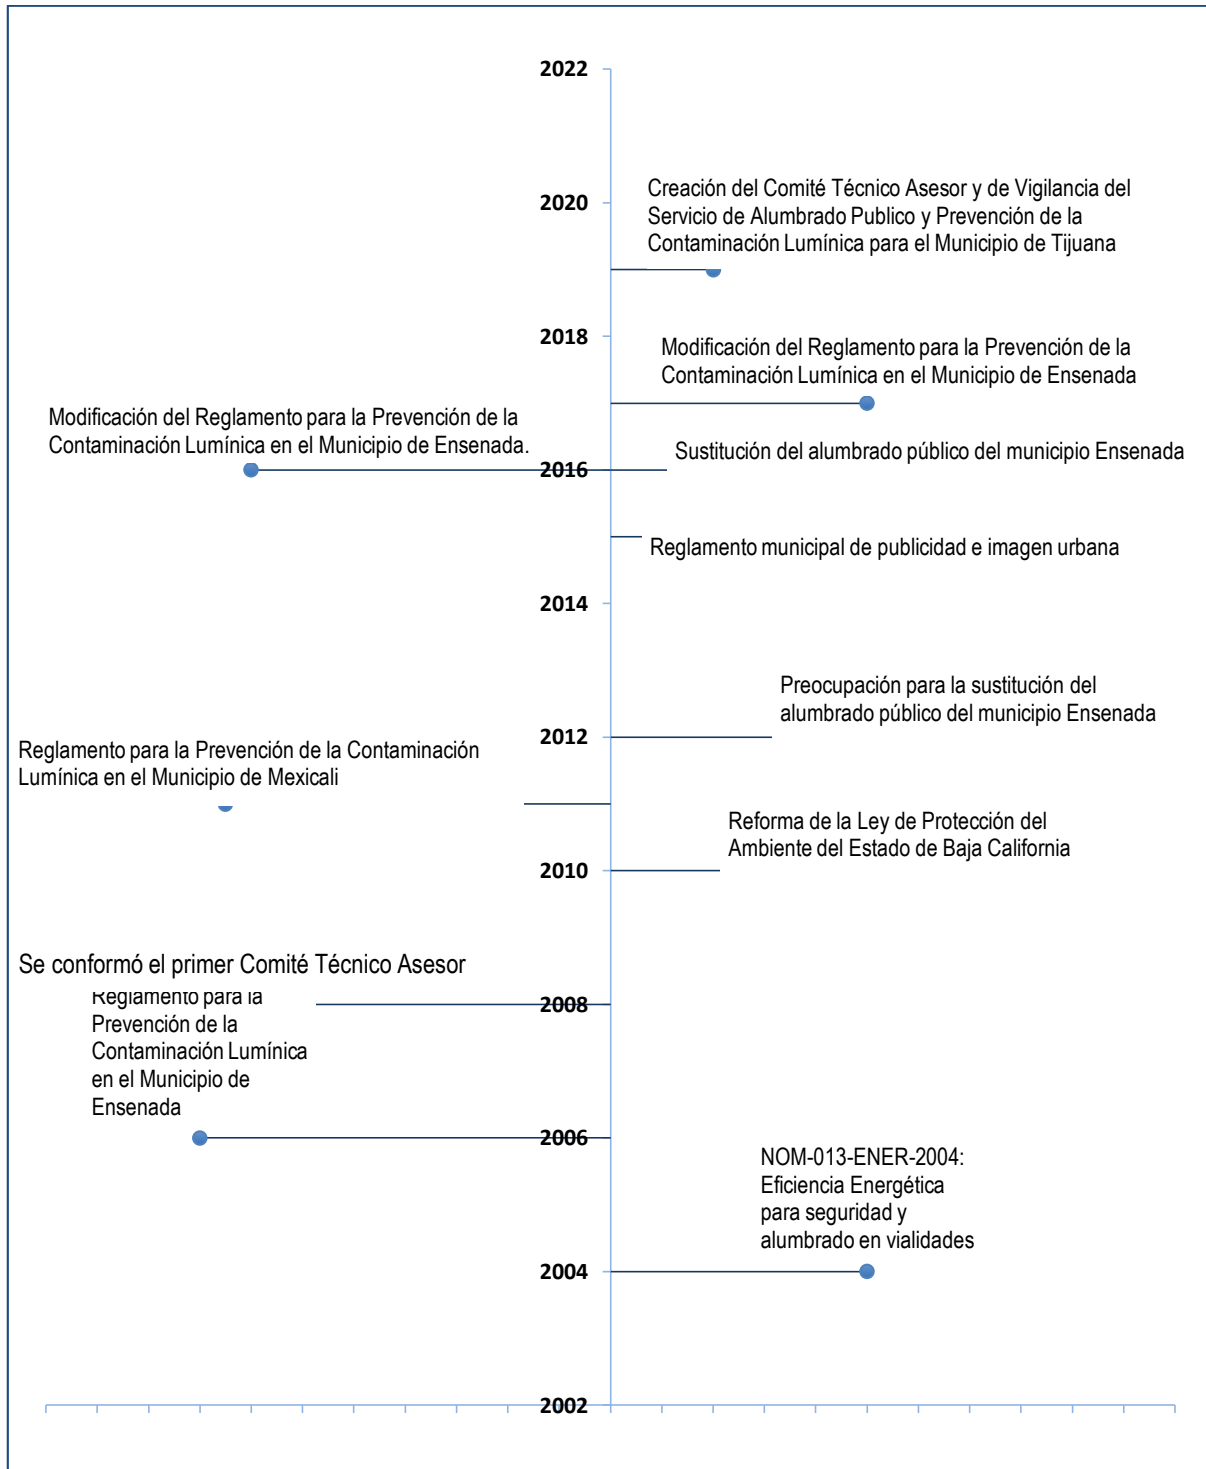 2022
2020
Creación del Comité Técnico Asesor y de Vigilancia del
Servicio de Alumbrado Publico y Prevención de la
Contaminación Lumínica para el Municipio de Tijuana
2018
Modificación del Reglamento para la Prevención de la
Contaminación Lumínica en el Municipio de Ensenada
Modificación del Reglamento para la Prevención de la
Contaminación Lumínica en el Municipio de Ensenada.
2016
Sustitución del alumbrado público del municipio Ensenada
Reglamento municipal de publicidad e imagen urbana
2014
Preocupación para la sustitución del
alumbrado público del municipio Ensenada
2012
Reglamento para la Prevención de la Contaminación
Lumínica en el Municipio de Mexicali
Reforma de la Ley de Protección del
Ambiente del Estado de Baja California
2010
Se conformó el primer Comité Técnico Asesor
2008
Reglamento para la
Prevención de la
Contaminación Lumínica
en el Municipio de
Ensenada
2006
NOM-013-ENER-2004:
Eficiencia Energética
para seguridad y
alumbrado en vialidades
2004
2002